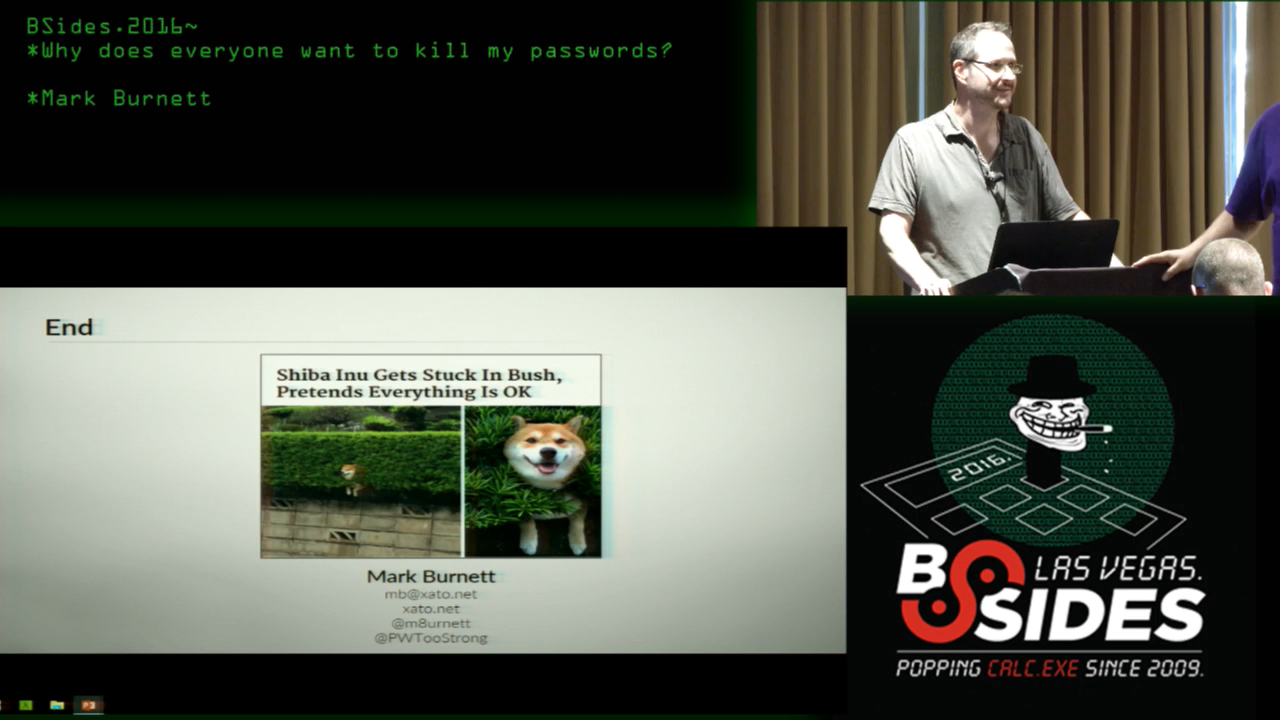 BSides.2016~
*Why does everyone want to kill my passwords?
*Mark Burnett
End
Shiba Inu Gets Stuck In Bush,
Pretends Everything Is OK
Mark Burnett
mb@xato.net
xato.net
@m8urnett
@PWTooStrong
2016.
BSIDES
LAS VEGAS.
POPPING CALC.EXE SINCE 2009.